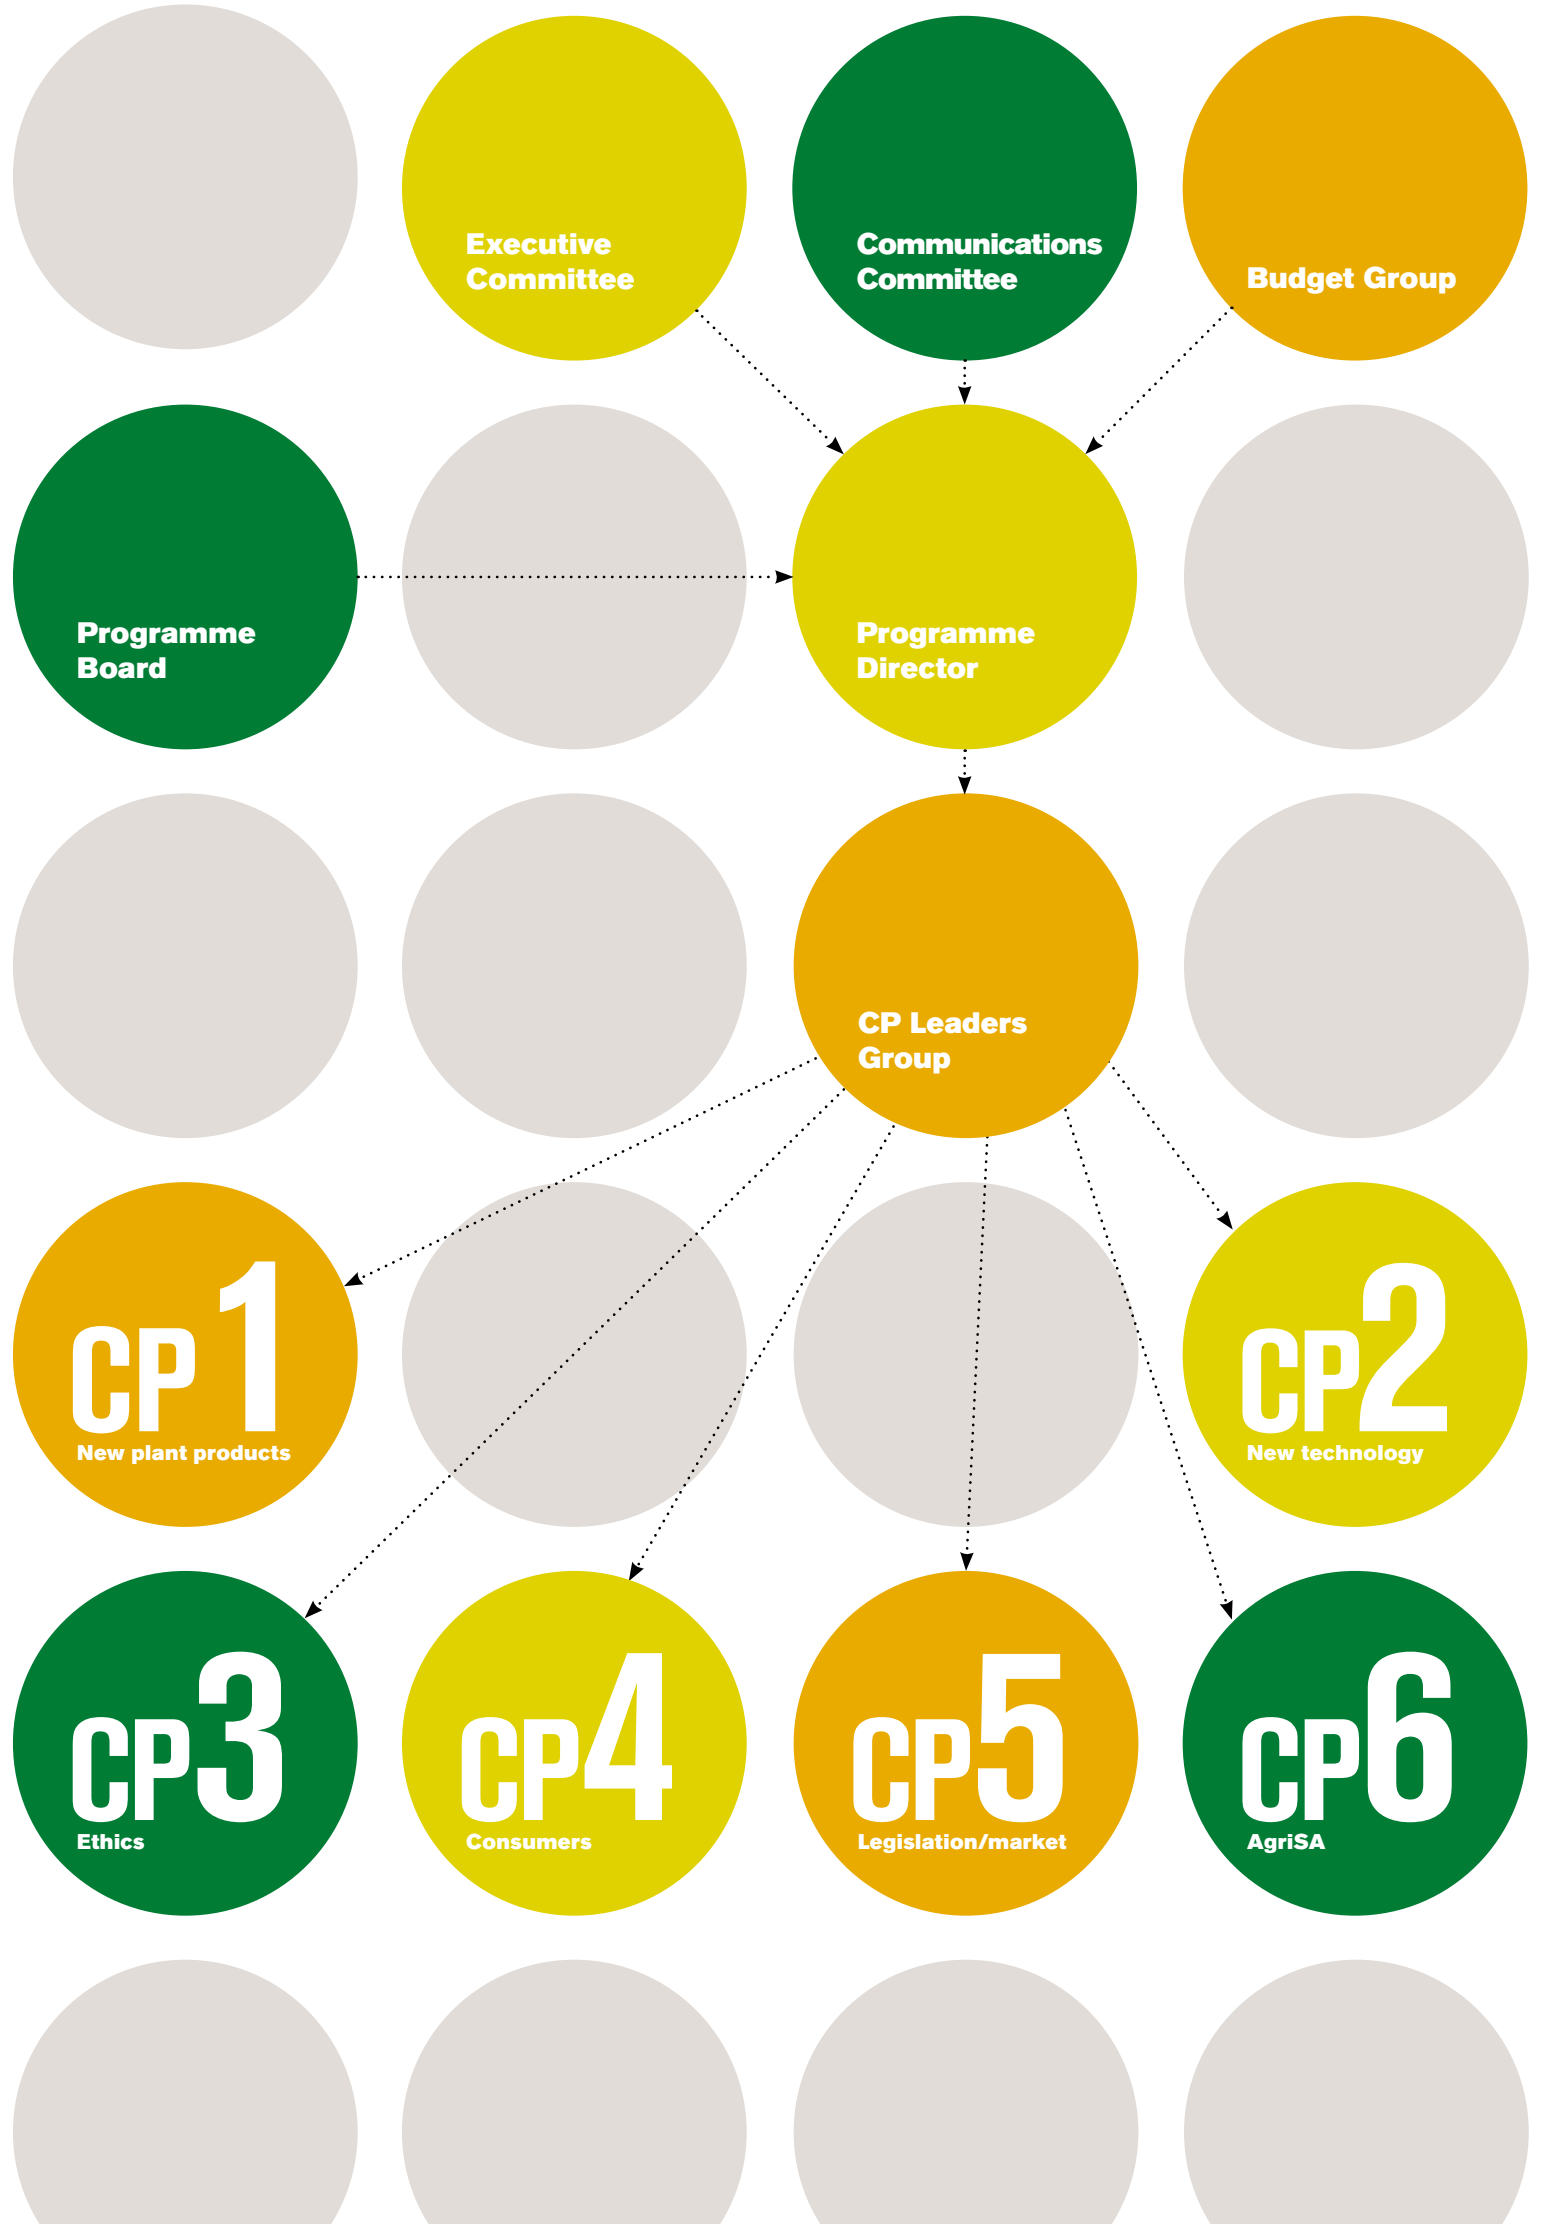 Executive
Committee
Communications
Committee
Budget Group
Programme
Board
Programme
Director
CP Leaders
Group
CP1
New plant products
CP2
New technology
CP3
Ethics
CP4
Consumers
CP5
Legislation/market
CP6
AgriSA